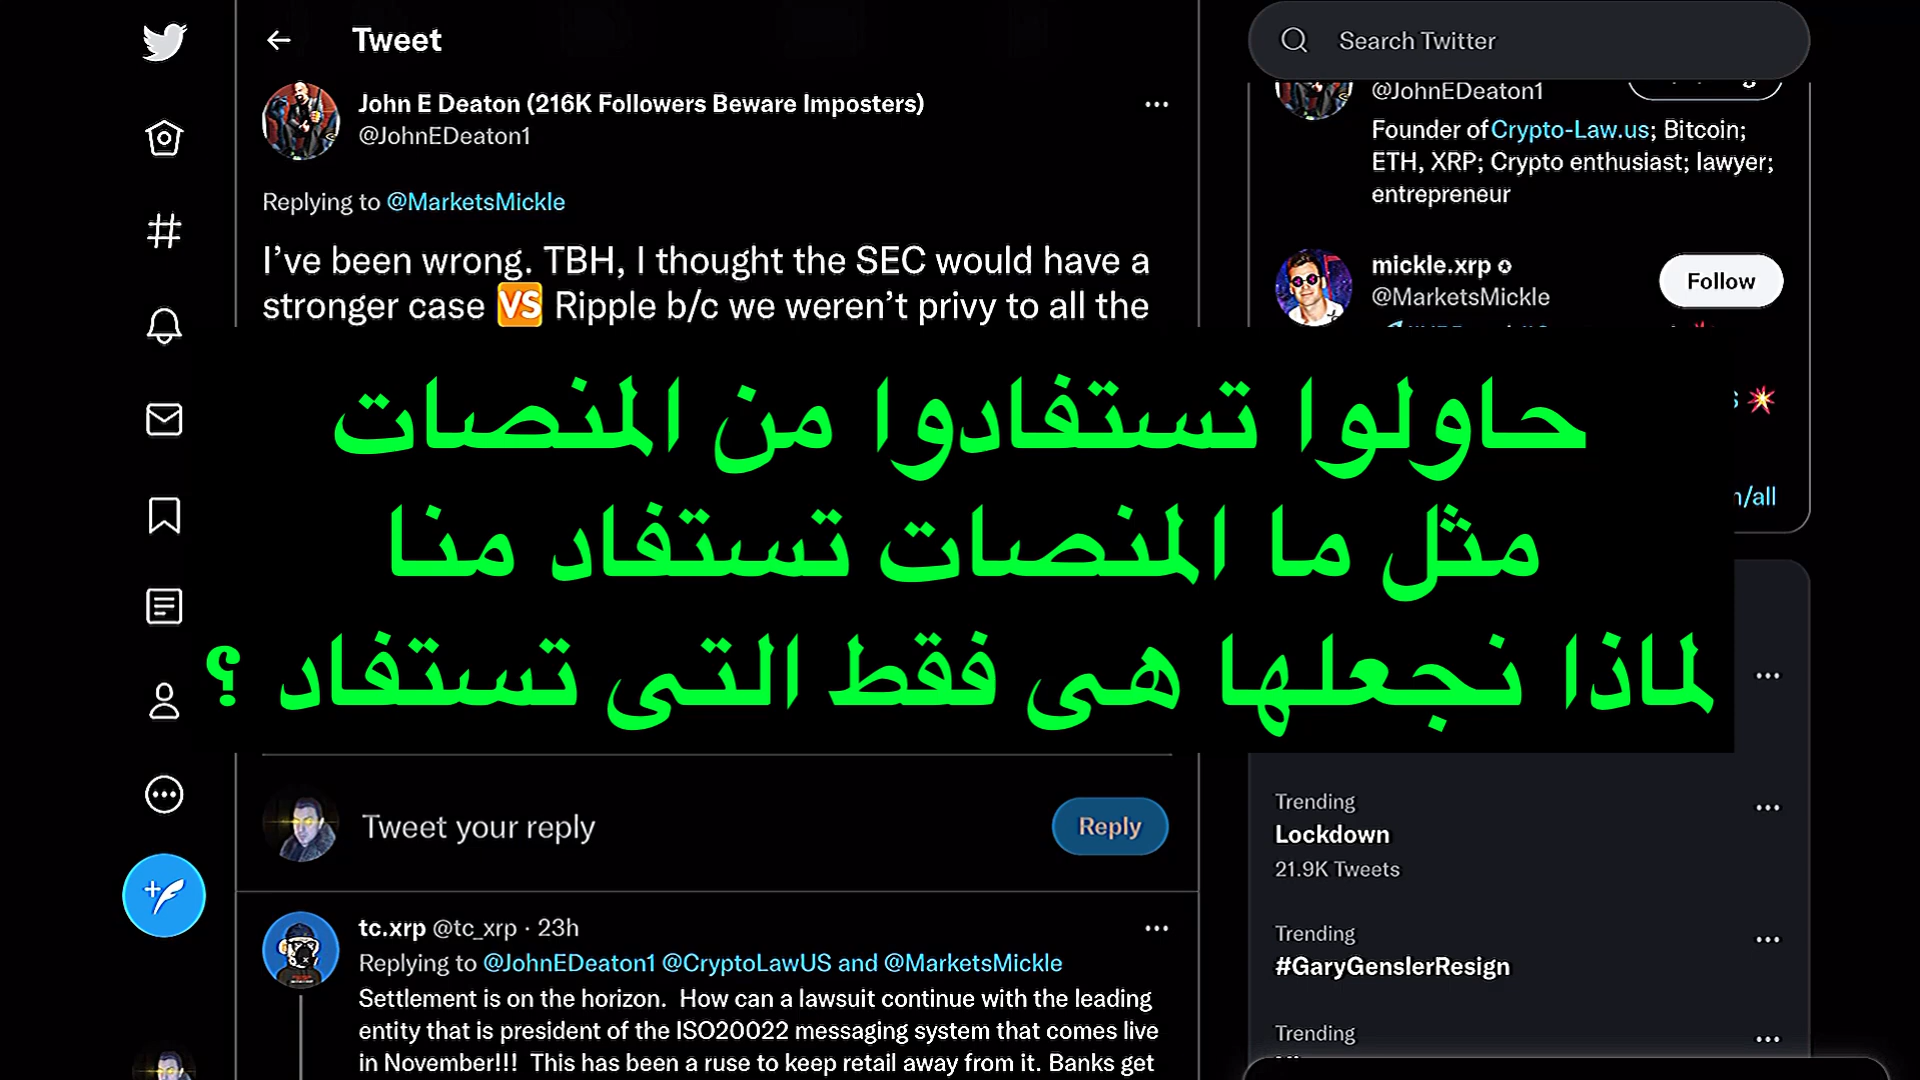 Tweet
John E Deaton (216K Followers Beware Imposters)
@JohnEDeaton1
Replying to @MarketsMickle
I’ve been wrong. TBH, I thought the SEC would have a
stronger case VS Ripple b/c we weren’t privy to all the
حاولوا تستفادوا من المنصات
مثل ما المنصات تستفاد منا
لماذا نجعلها هى فقط التى تستفاد ؟
Tweet your reply
Reply
tc.xrp @tc_xrp · 23h
Replying to @JohnEDeaton1 @CryptoLawUS and @MarketsMickle
Settlement is on the horizon. How can a lawsuit continue with the leading
entity that is president of the ISO20022 messaging system that comes live
in November!!! This has been a ruse to keep retail away from it. Banks get
Search Twitter
@JohnEDeaton1
Founder of Crypto-Law.us; Bitcoin;
ETH, XRP; Crypto enthusiast; lawyer;
entrepreneur
mickle.xrp
@MarketsMickle
Follow
n/all
Trending
Lockdown
21.9K Tweets
Trending
#GaryGenslerResign
Trending